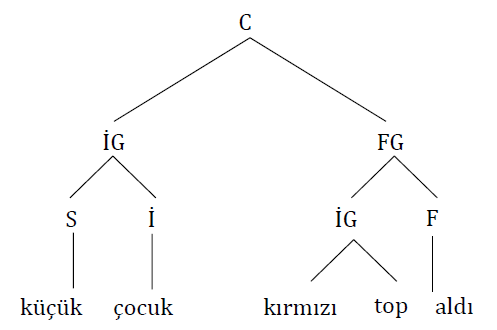 C
İG FG
S İ İG F
küçük çocuk kırmızı top aldı